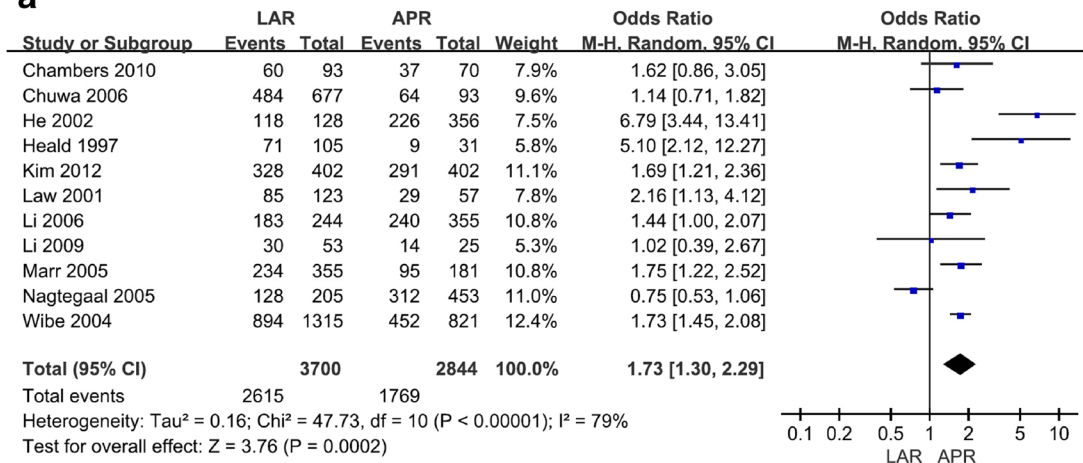 a
LAR APR Odds Ratio Odds Ratio
Study or Subgroup Events Total Events Total Weight M-H, Random, 95% CI M-H, Random, 95% CI
Chambers 2010 60 93 37 70 7.9% 1.62 [0.86, 3.05]
Chuwa 2006 484 677 64 93 9.6% 1.14 [0.71, 1.82]
He 2002 118 128 226 356 7.5% 6.79 [3.44, 13.41]
Heald 1997 71 105 9 31 5.8% 5.10 [2.12, 12.27]
Kim 2012 328 402 291 402 11.1% 1.69 [1.21, 2.36]
Law 2001 85 123 29 57 7.8% 2.16 [1.13, 4.12]
Li 2006 183 244 240 355 10.8% 1.44 [1.00, 2.07]
Li 2009 30 53 14 25 5.3% 1.02 [0.39, 2.67]
Marr 2005 234 355 95 181 10.8% 1.75 [1.22, 2.52]
Nagtegaal 2005 128 205 312 453 11.0% 0.75 [0.53, 1.06]
Wibe 2004 894 1315 452 821 12.4% 1.73 [1.45, 2.08]
Total (95% CI) 3700 2844 100.0% 1.73 [1.30, 2.29]
Total events 2615 1769
Heterogeneity: Tau² = 0.16; Chi² = 47.73, df = 10 (P < 0.00001); I² = 79%
Test for overall effect: Z = 3.76 (P = 0.0002)
0.1 0.2 0.5 1 2 5 10
LAR APR